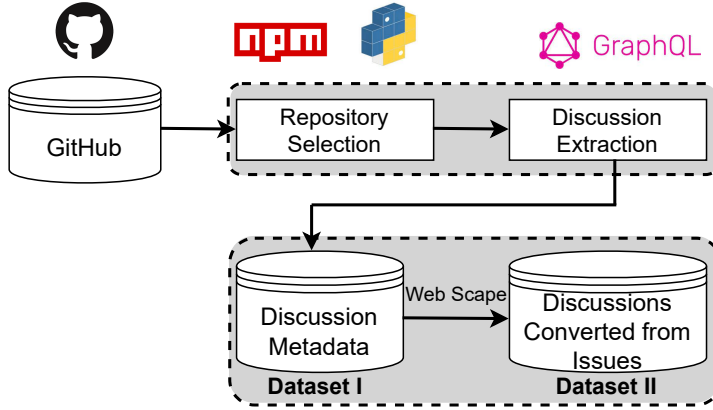 npm
GraphQL
GitHub
Repository
Selection
Discussion
Extraction
Discussion
Metadata
Web Scape
Discussions
Converted from
Issues
Dataset I
Dataset II